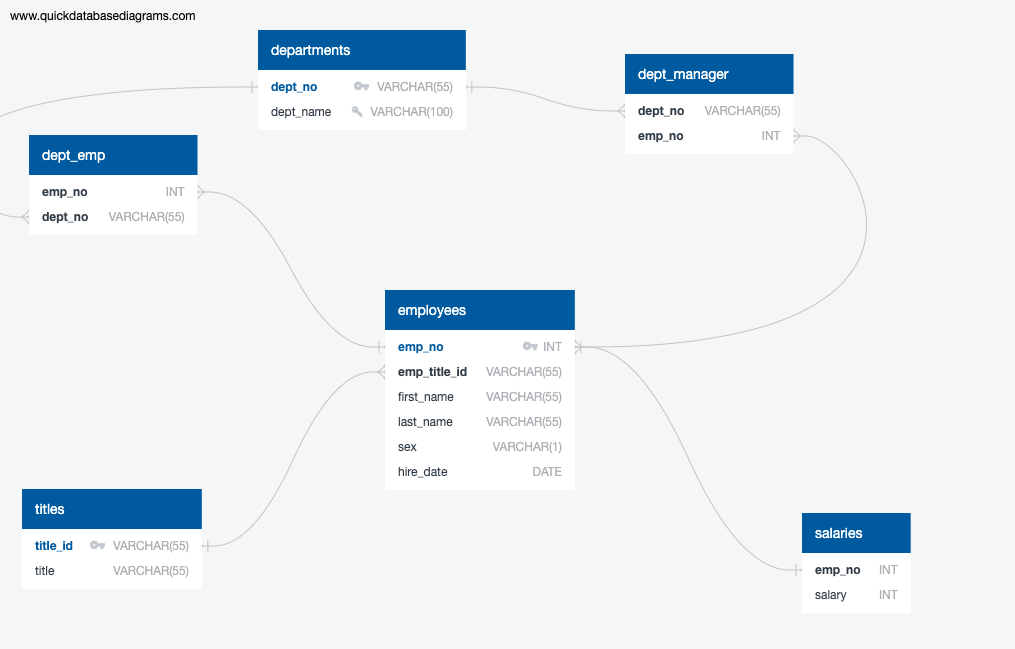 www.quickdatabasediagrams.com
departments
dept_no VARCHAR(55)
dept_name VARCHAR(100)
dept_manager
dept_no VARCHAR(55)
emp_no INT
dept_emp
emp_no INT
dept_no VARCHAR(55)
employees
emp_no INT
emp_title_id VARCHAR(55)
first_name VARCHAR(55)
last_name VARCHAR(55)
sex VARCHAR(1)
hire_date DATE
titles
title_id VARCHAR(55)
title VARCHAR(55)
salaries
emp_no INT
salary INT